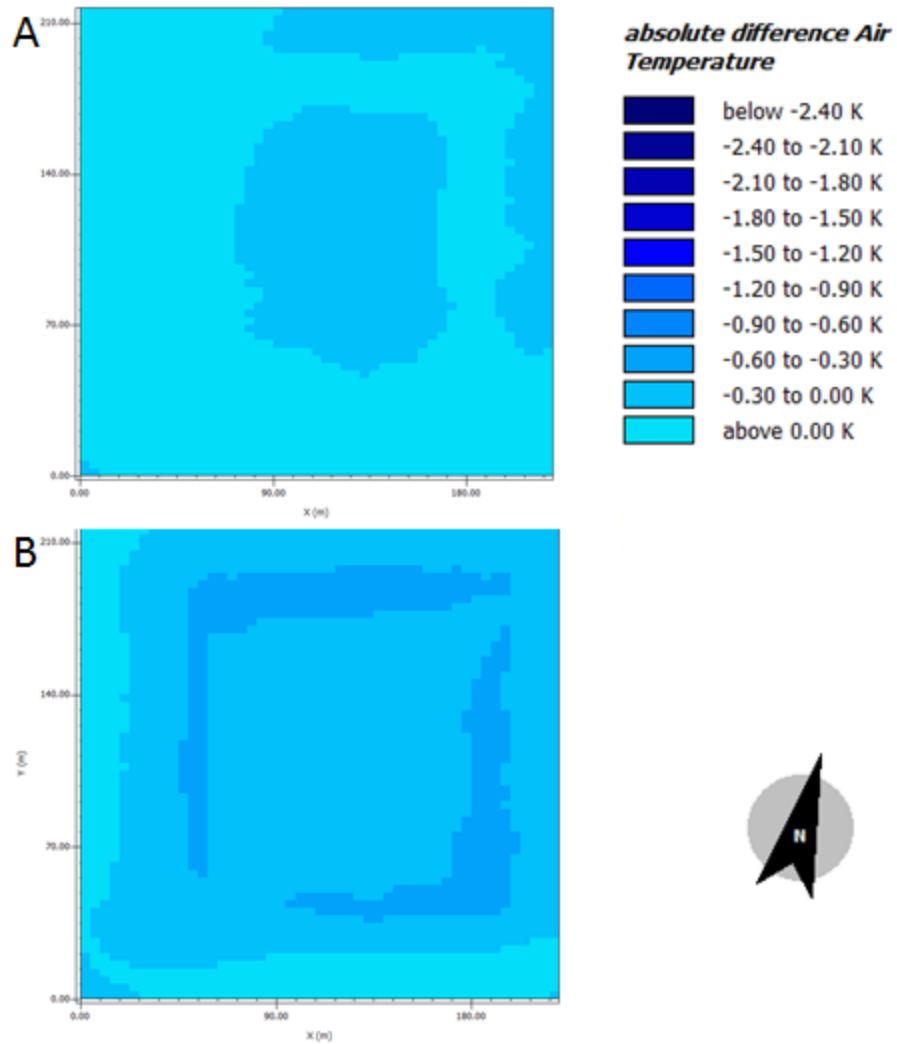 A
210.00
140.00
70.00
0.00
0.00 90.00 180.00
X (m)
absolute difference Air
Temperature
below -2.40 K
-2.40 to -2.10 K
-2.10 to -1.80 K
-1.80 to -1.50 K
-1.50 to -1.20 K
-1.20 to -0.90 K
-0.90 to -0.60 K
-0.60 to -0.30 K
-0.30 to 0.00 K
above 0.00 K
B
210.00
140.00
Y (m)
70.00
0.00
0.00 90.00 180.00
X (m)
N